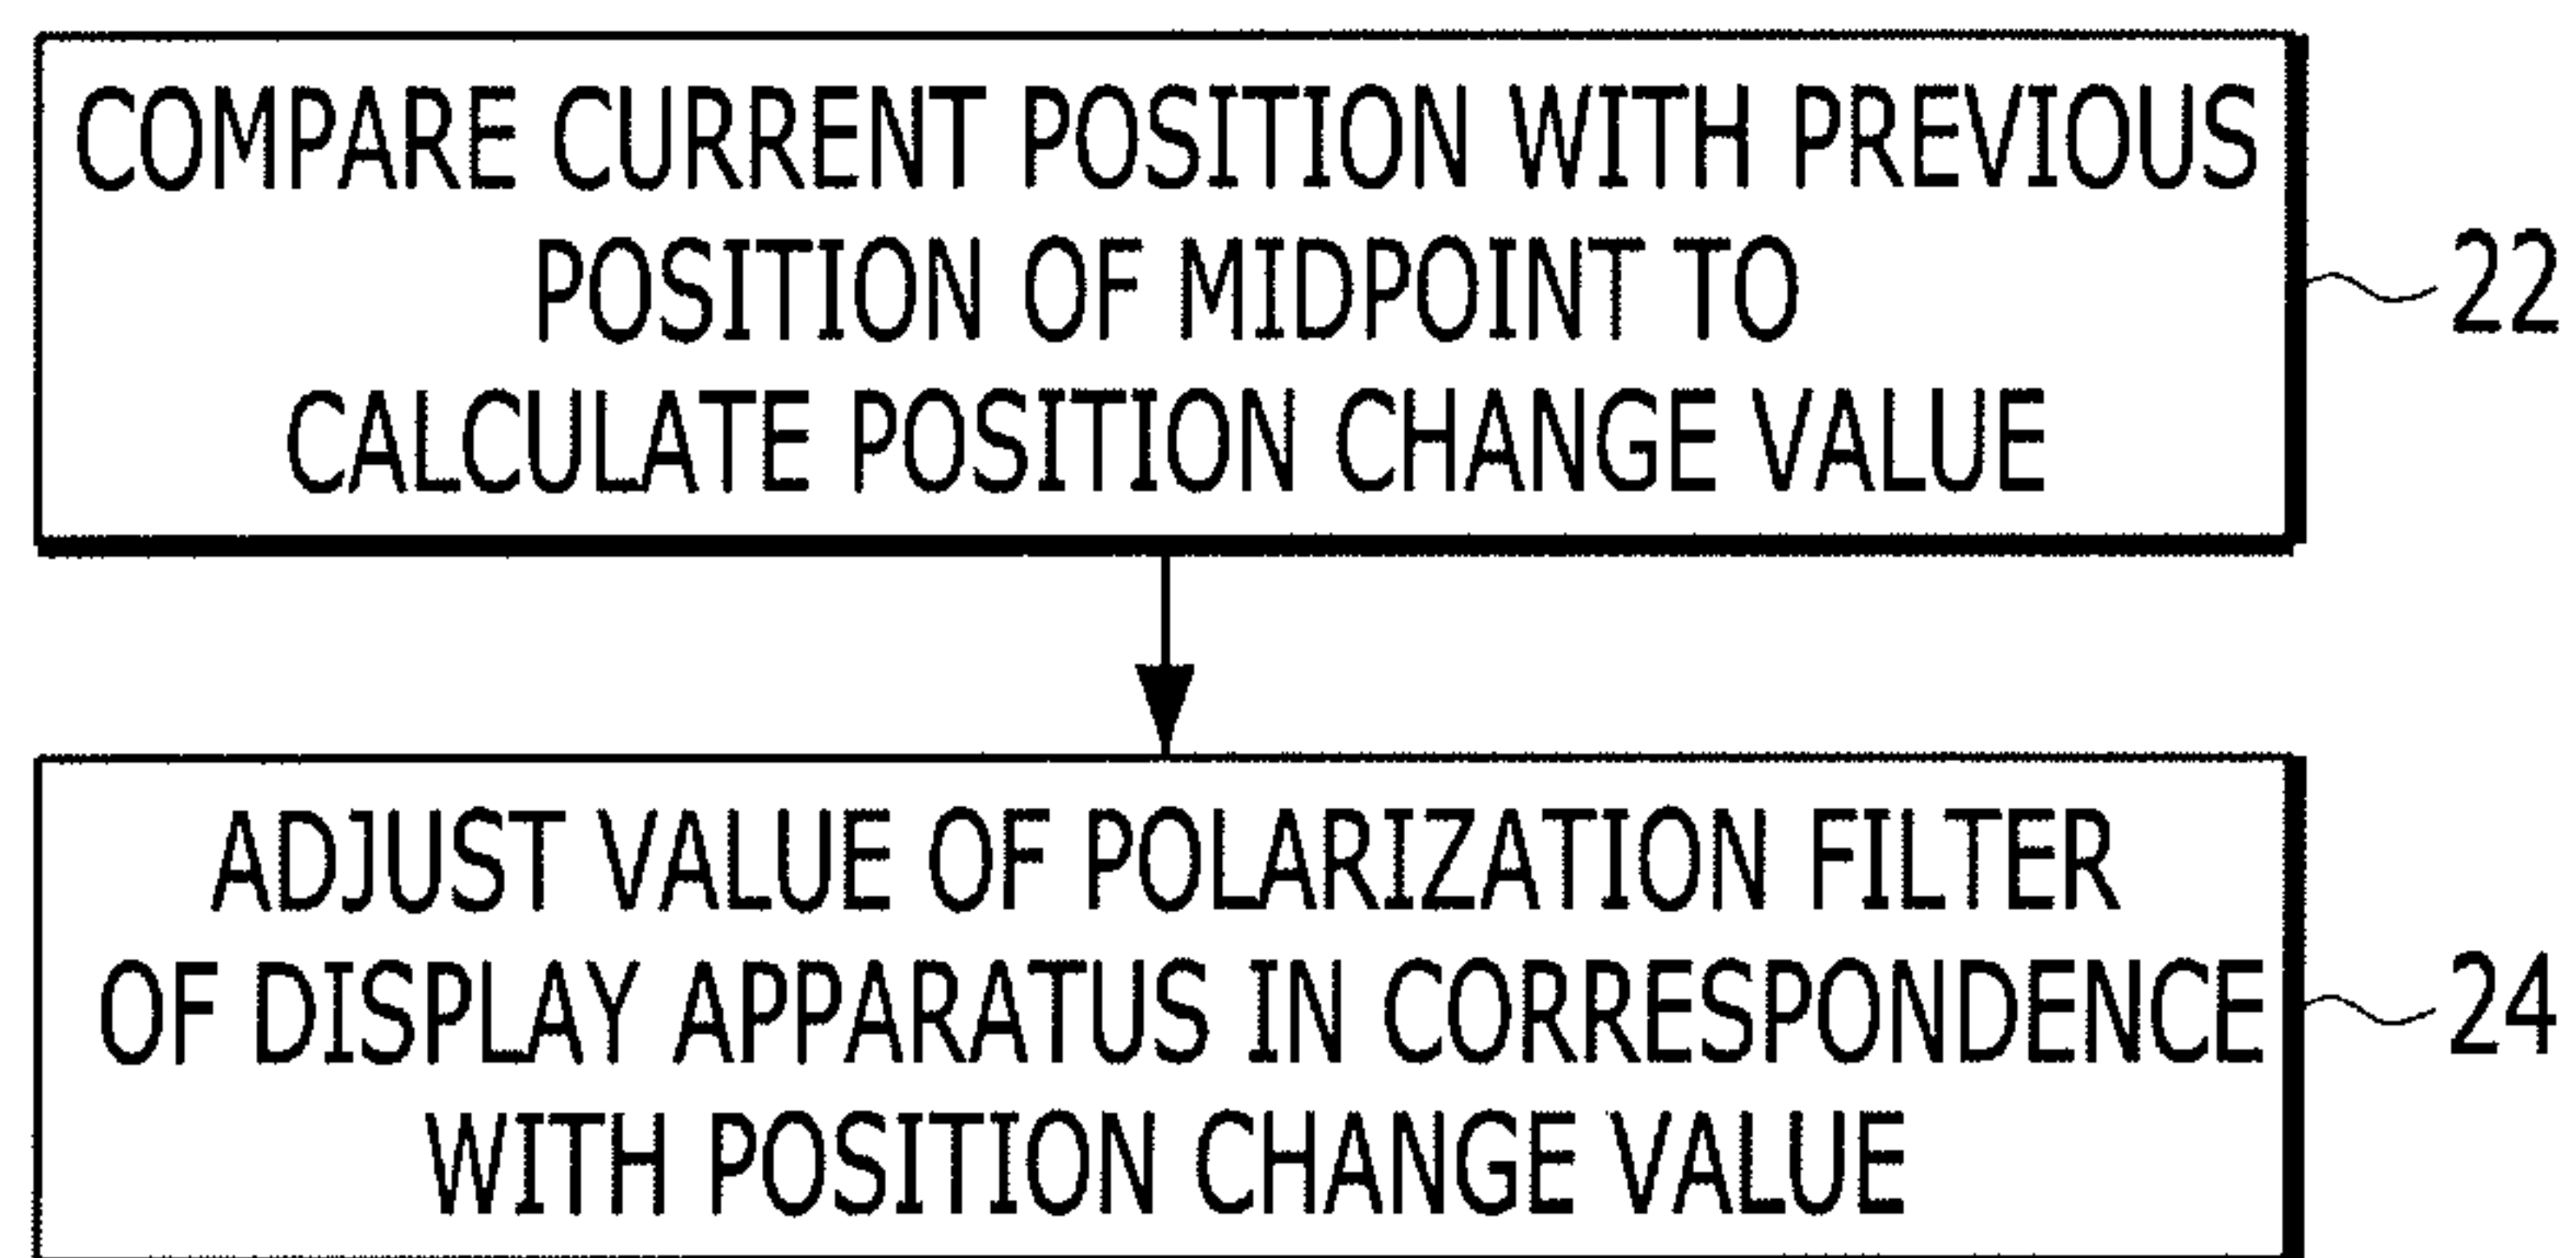 COMPARE CURRENT POSITION WITH PREVIOUS
POSITION OF MIDPOINT TO
CALCULATE POSITION CHANGE VALUE
22
ADJUST VALUE OF POLARIZATION FILTER
OF DISPLAY APPARATUS IN CORRESPONDENCE
WITH POSITION CHANGE VALUE
24